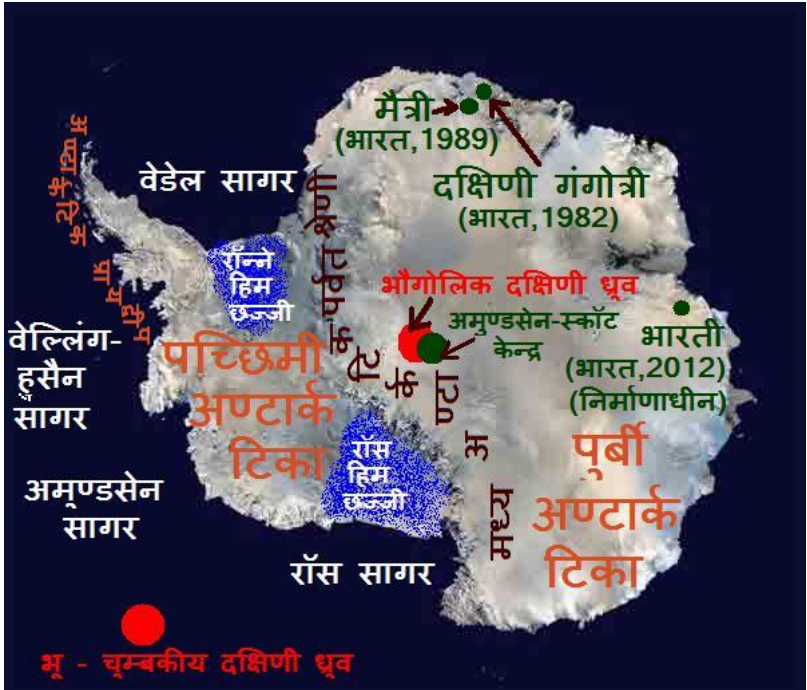 मैत्री
(भारत,1989)
दक्षिणी गंगोत्री
(भारत,1982)
अण्टार्कटिक
प्रायद्वीप
वेडेल सागर
रॉन्ने
हिम
छज्जी
मध्य अण्टार्कटिक-पर्वत श्रेणी
भौगोलिक दक्षिणी ध्रुव
अमुण्डसेन-स्कॉट
केन्द्र
भारती
(भारत,2012)
(निर्माणाधीन)
वेल्लिंग-
हुसैन
सागर
पच्छिमी
अण्टार्क
टिका
रॉस
हिम
छज्जी
पुर्बी
अण्टार्क
टिका
अमुण्डसेन
सागर
रॉस सागर
भू - चुम्बकीय दक्षिणी ध्रुव